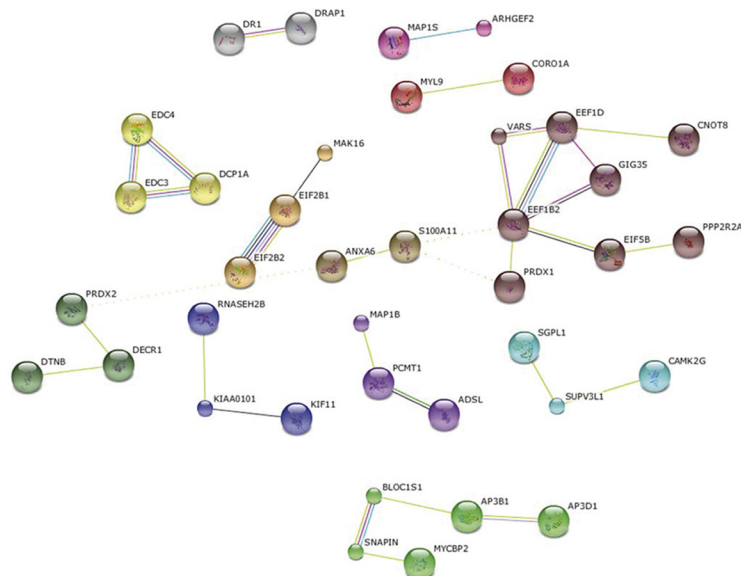 DR1
DRAP1
MAP1S
ARHGEF2
MYL9
CORO1A
EDC4
EDC3
DCP1A
MAK16
EIF2B1
EIF2B2
VARS
EEF1D
CNOT8
GIG35
EEF1B2
EIF5B
PPP2R2A
S100A11
ANXA6
PRDX1
PRDX2
DECR1
DTNB
RNASEH2B
KIAA0101
KIF11
MAP1B
PCMT1
ADSL
SGPL1
SUPV3L1
CAMK2G
BLOC1S1
AP3B1
AP3D1
SNAPIN
MYCBP2